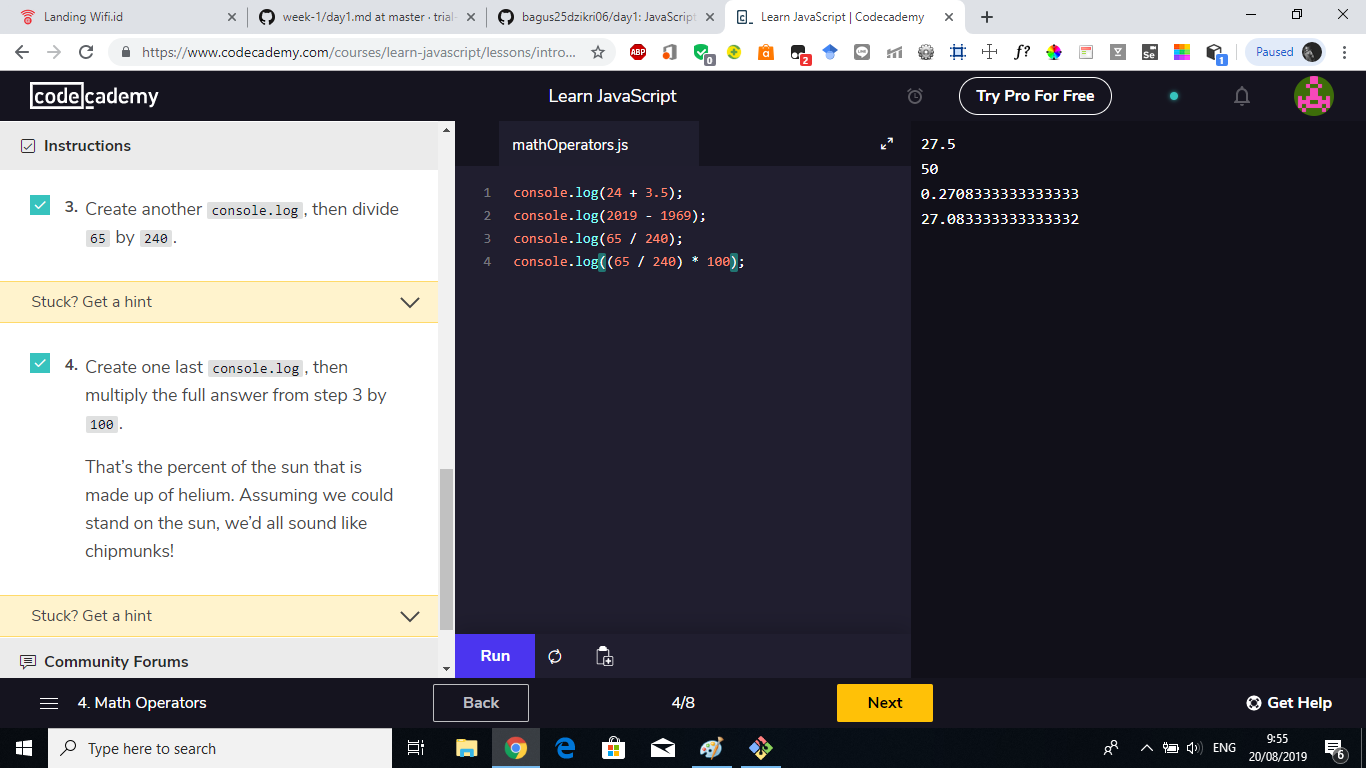 Landing Wifi.id
week-1/day1.md at master · trial-
bagus25dzikri06/day1: JavaScript
Learn JavaScript | Codecademy
https://www.codecademy.com/courses/learn-javascript/lessons/intro...
ABP
0
2
f?
Se
1
Paused
codecademy
Learn JavaScript
Try Pro For Free
Instructions
3. Create another console.log, then divide
65 by 240.
Stuck? Get a hint
4. Create one last console.log, then
multiply the full answer from step 3 by
100.
That’s the percent of the sun that is
made up of helium. Assuming we could
stand on the sun, we’d all sound like
chipmunks!
Stuck? Get a hint
Community Forums
mathOperators.js
1 console.log(24 + 3.5);
2 console.log(2019 - 1969);
3 console.log(65 / 240);
4 console.log((65 / 240) * 100);
Run
27.5
50
0.2708333333333333
27.083333333333332
4. Math Operators
Back
4/8
Next
Get Help
Type here to search
ENG
9:55
20/08/2019
6